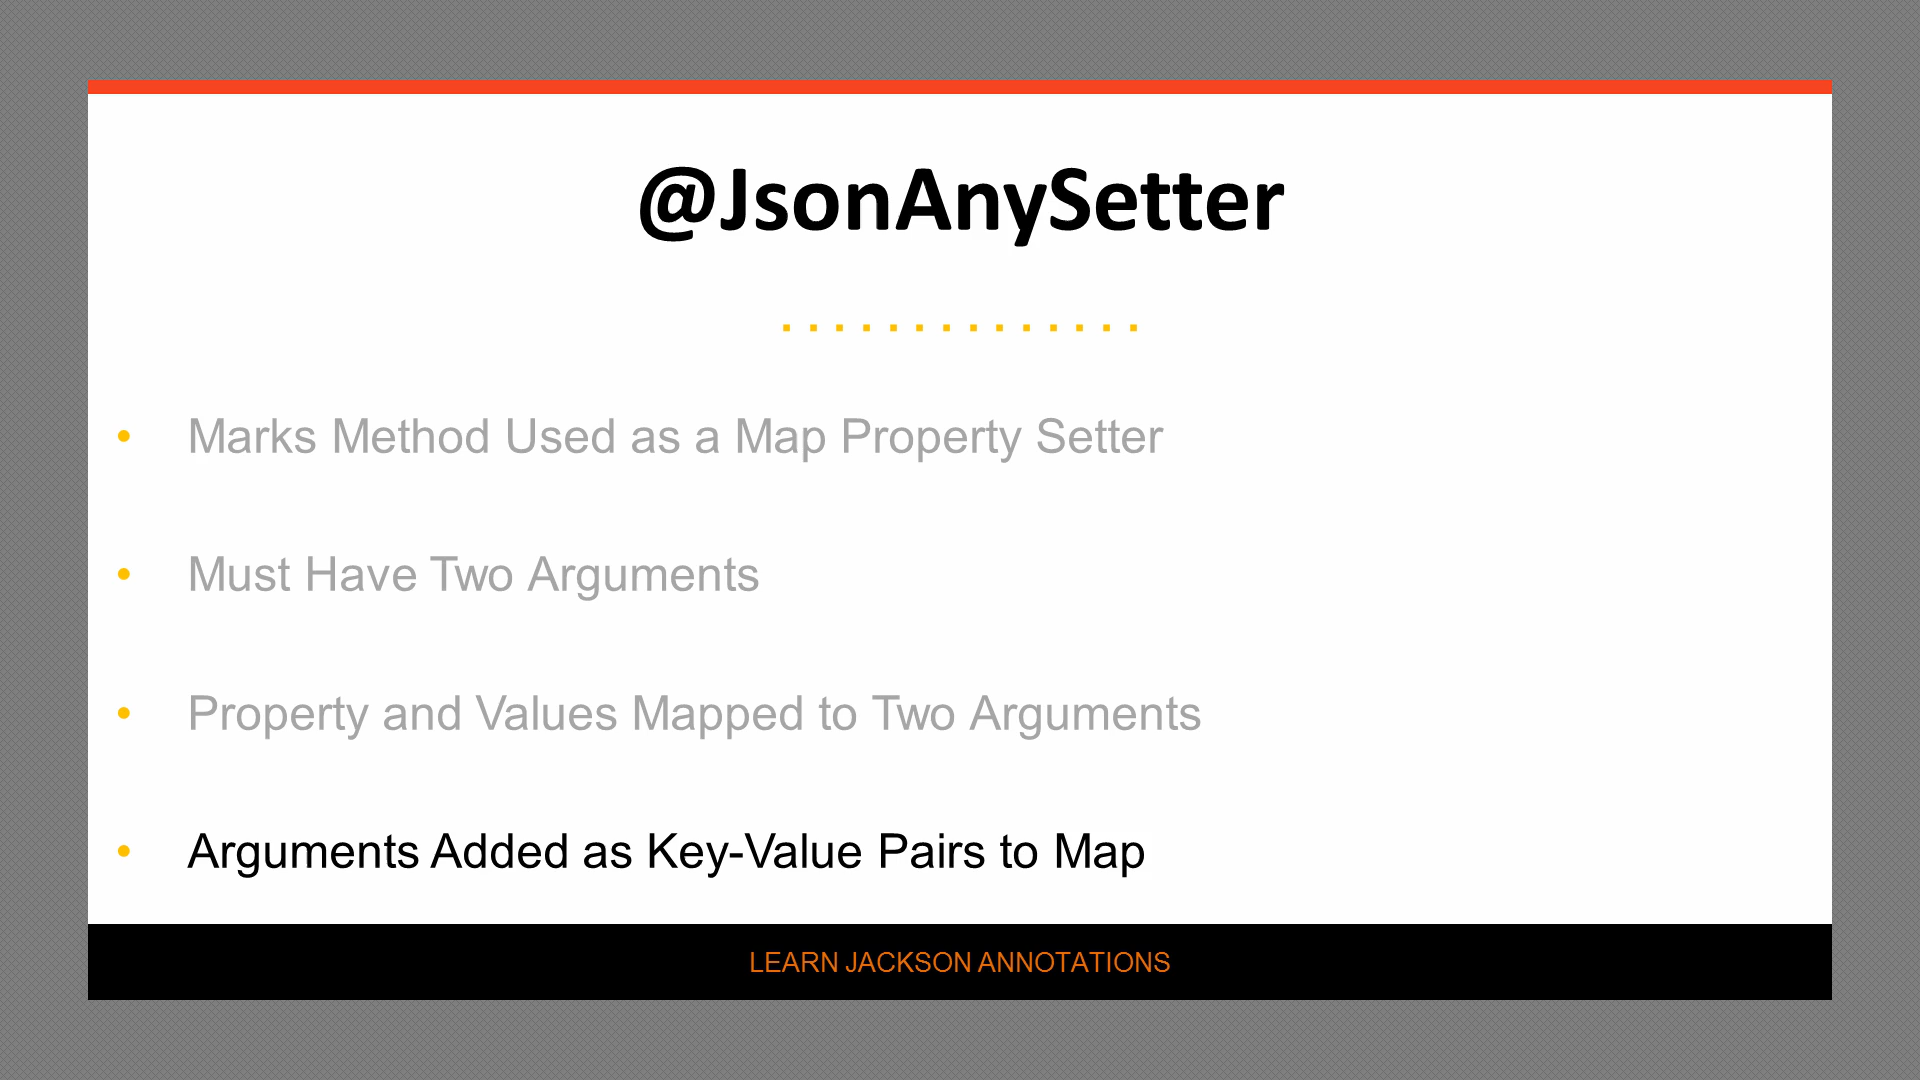 @JsonAnySetter
• Marks Method Used as a Map Property Setter
• Must Have Two Arguments
• Property and Values Mapped to Two Arguments
• Arguments Added as Key-Value Pairs to Map
LEARN JACKSON ANNOTATIONS